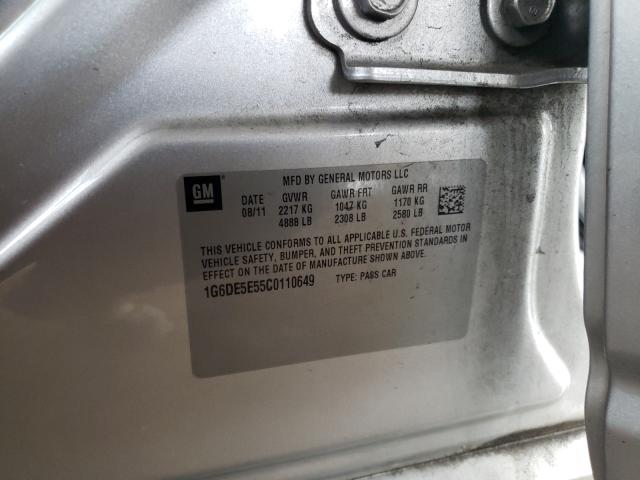 GM
MFD BY GENERAL MOTORS LLC
DATE GVWR GAWR FRT GAWR RR
08/11 2217 KG 1047 KG 1170 KG
4888 LB 2308 LB 2580 LB
THIS VEHICLE CONFORMS TO ALL APPLICABLE U.S. FEDERAL MOTOR
VEHICLE SAFETY, BUMPER, AND THEFT PREVENTION STANDARDS IN
EFFECT ON THE DATE OF MANUFACTURE SHOWN ABOVE.
1G6DE5E55C0110649 TYPE: PASS CAR